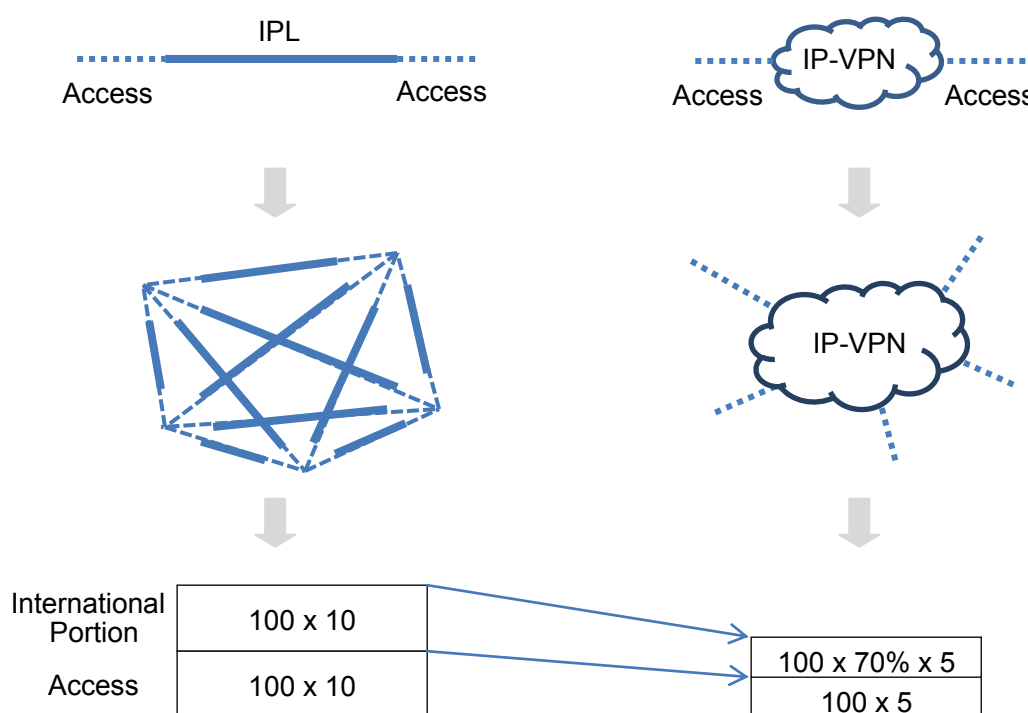 IPL
Access
Access
IP-VPN
Access
Access
IP-VPN
International
Portion
100 x 10
Access
100 x 10
100 x 70% x 5
100 x 5